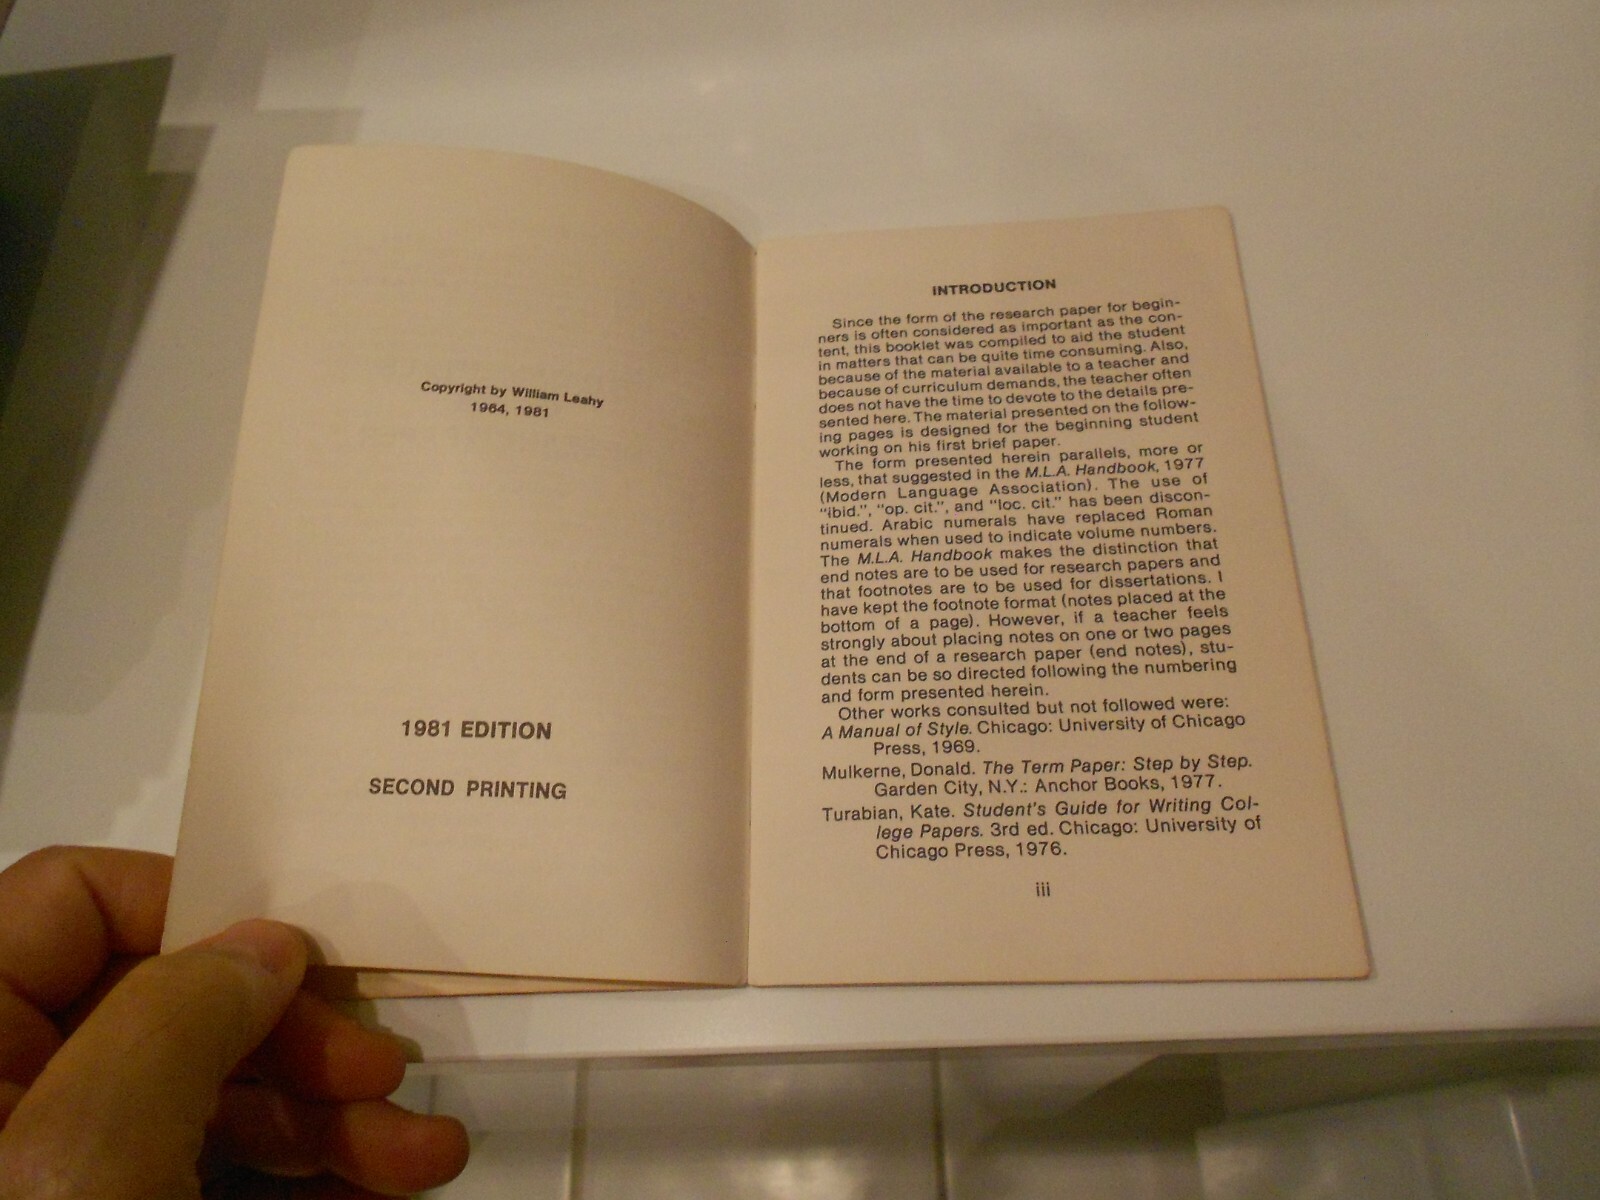 Copyright by William Leahy
1964, 1981
1981 EDITION
SECOND PRINTING
INTRODUCTION
Since the form of the research paper for begin-
ners is often considered as important as the con-
tent, this booklet was compiled to aid the student
in matters that can be quite time consuming. Also,
because of the material available to a teacher and
because of curriculum demands, the teacher often
does not have the time to devote to the details pre-
sented here. The material presented on the follow-
ing pages is designed for the beginning student
working on his first brief paper.
The form presented herein parallels, more or
less, that suggested in the M.L.A. Handbook, 1977
(Modern Language Association). The use of
"ibid.", "op. cit.", and "loc. cit." has been discon-
tinued. Arabic numerals have replaced Roman
numerals when used to indicate volume numbers.
The M.L.A. Handbook makes the distinction that
end notes are to be used for research papers and
that footnotes are to be used for dissertations. I
have kept the footnote format (notes placed at the
bottom of a page). However, if a teacher feels
strongly about placing notes on one or two pages
at the end of a research paper (end notes), stu-
dents can be so directed following the numbering
and form presented herein.
Other works consulted but not followed were:
A Manual of Style. Chicago: University of Chicago
Press, 1969.
Mulkerne, Donald. The Term Paper: Step by Step.
Garden City, N.Y.: Anchor Books, 1977.
Turabian, Kate. Student's Guide for Writing Col-
lege Papers. 3rd ed. Chicago: University of
Chicago Press, 1976.
iii